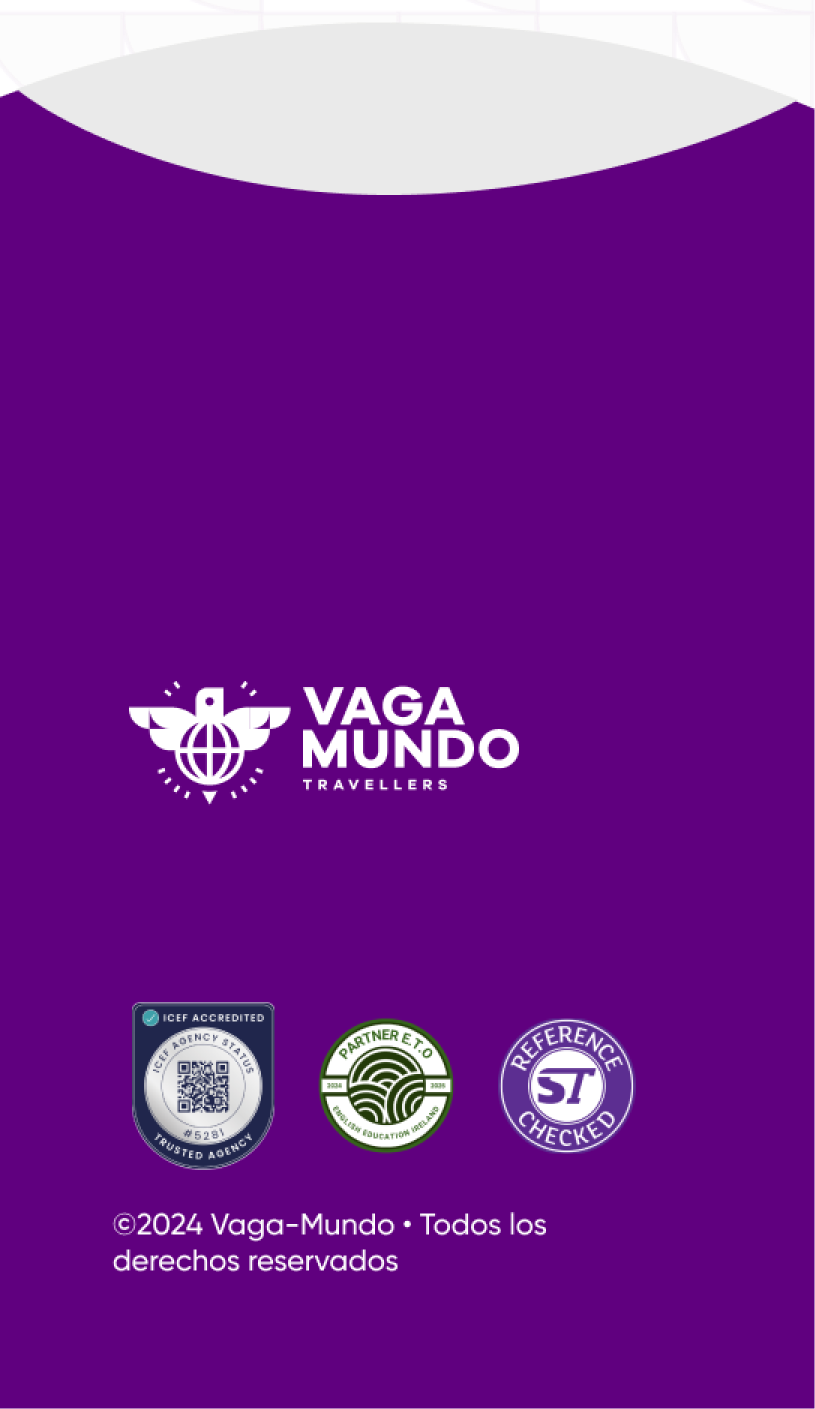 VAGA
MUNDO
TRAVELLERS
ICEF ACCREDITED
ICEF AGENCY STATUS
#5281
TRUSTED AGENCY
PARTNER E.T.O
2024 2025
ENGLISH EDUCATION IRELAND
REFERENCE
ST
CHECKED
©2024 Vaga-Mundo • Todos los
derechos reservados